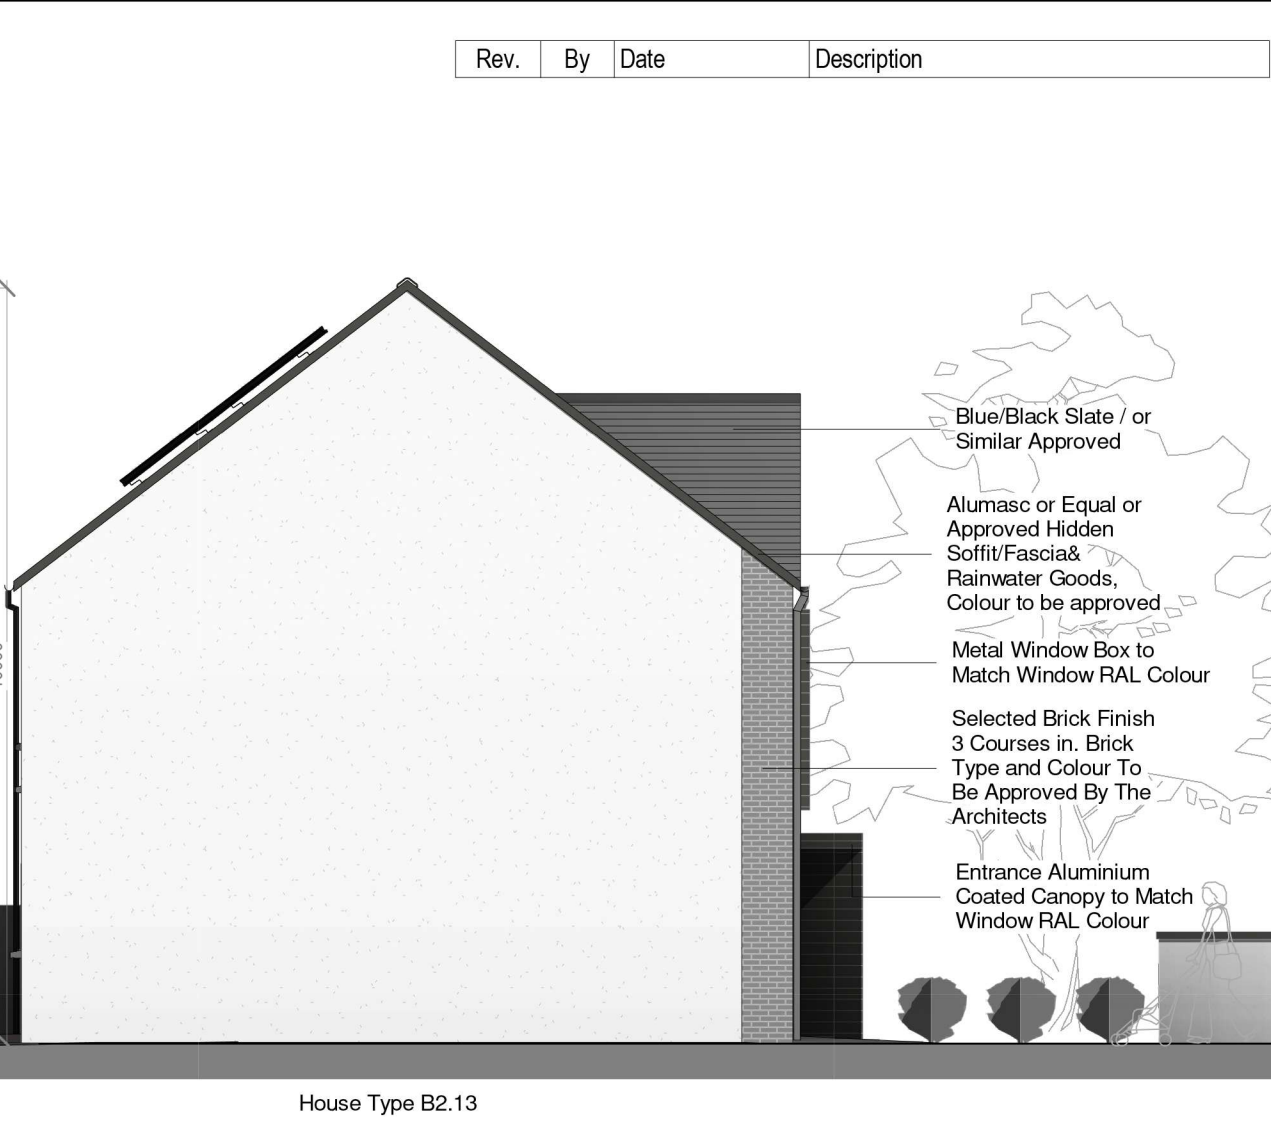 Rev. By Date Description
Blue/Black Slate / or
Similar Approved
Alumasc or Equal or
Approved Hidden
Soffit/Fascia&
Rainwater Goods,
Colour to be approved
Metal Window Box to
Match Window RAL Colour
Selected Brick Finish
3 Courses in. Brick
Type and Colour To
Be Approved By The
Architects
Entrance Aluminium
Coated Canopy to Match
Window RAL Colour
House Type B2.13